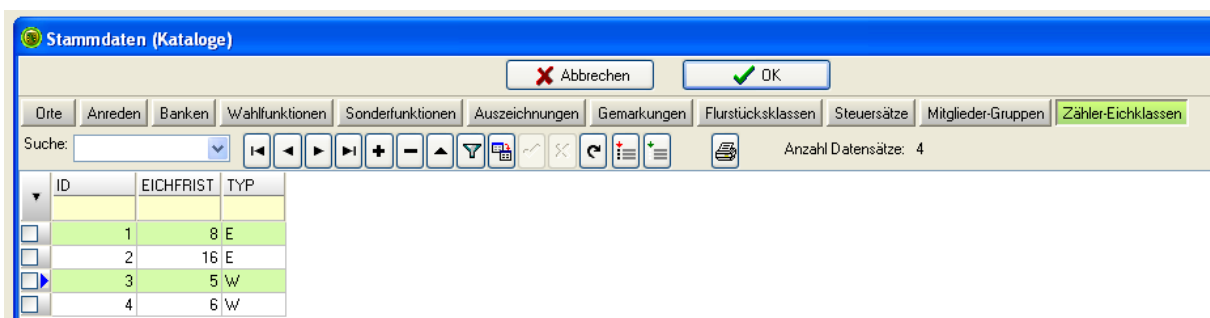 Stammdaten (Kataloge)
Abbrechen OK
Orte Anreden Banken Wahlfunktionen Sonderfunktionen Auszeichnungen Gemarkungen Flurstücksklassen Steuersätze Mitglieder-Gruppen Zähler-Eichklassen
Suche: Anzahl Datensätze: 4
ID EICHFRIST TYP
1 8 E
2 16 E
3 5 W
4 6 W